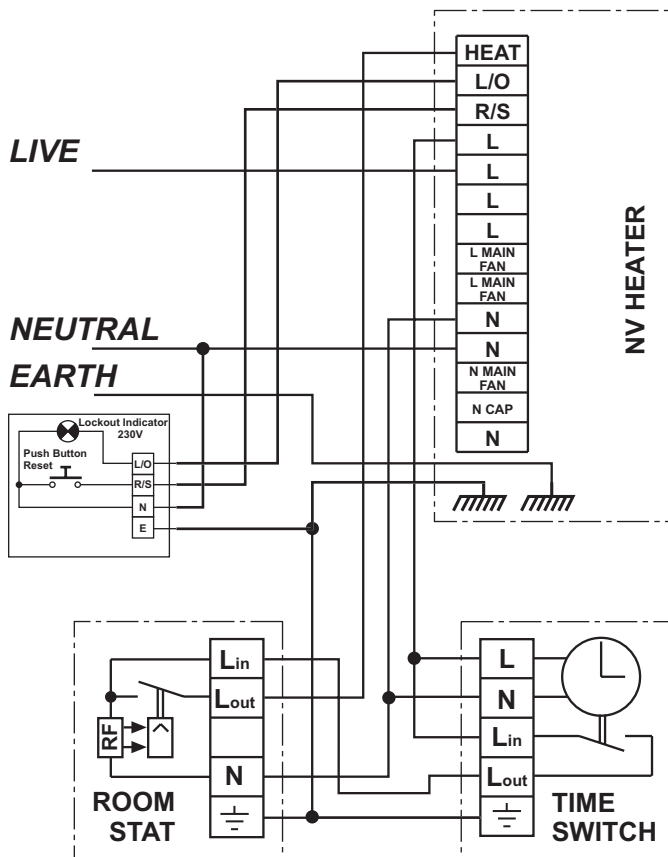 HEAT
L/O
R/S
L
L
L
L
L MAIN
FAN
L MAIN
FAN
N
N
N MAIN
FAN
N CAP
N
NV HEATER
LIVE
NEUTRAL
EARTH
Lockout Indicator
230V
Push Button
Reset
L/O
R/S
N
E
Lin
Lout
N
RF
ROOM
STAT
L
N
Lin
Lout
TIME
SWITCH